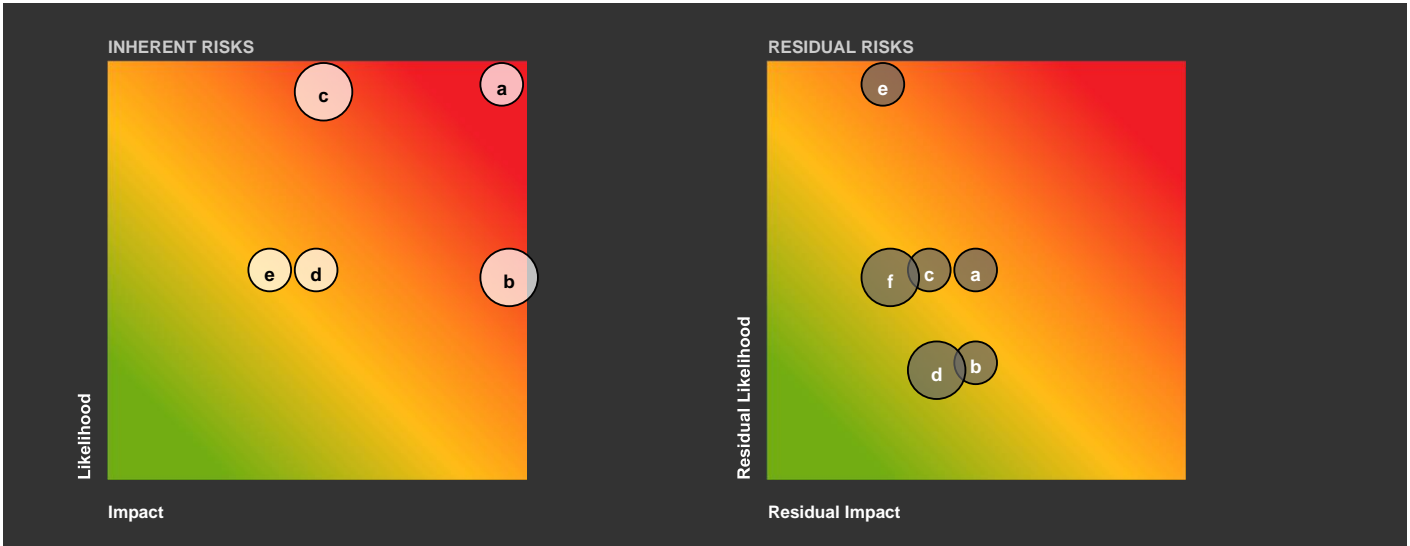 INHERENT RISKS
c
a
e
d
b
Likelihood
Impact
RESIDUAL RISKS
e
f
c
a
d
b
Residual Likelihood
Residual Impact